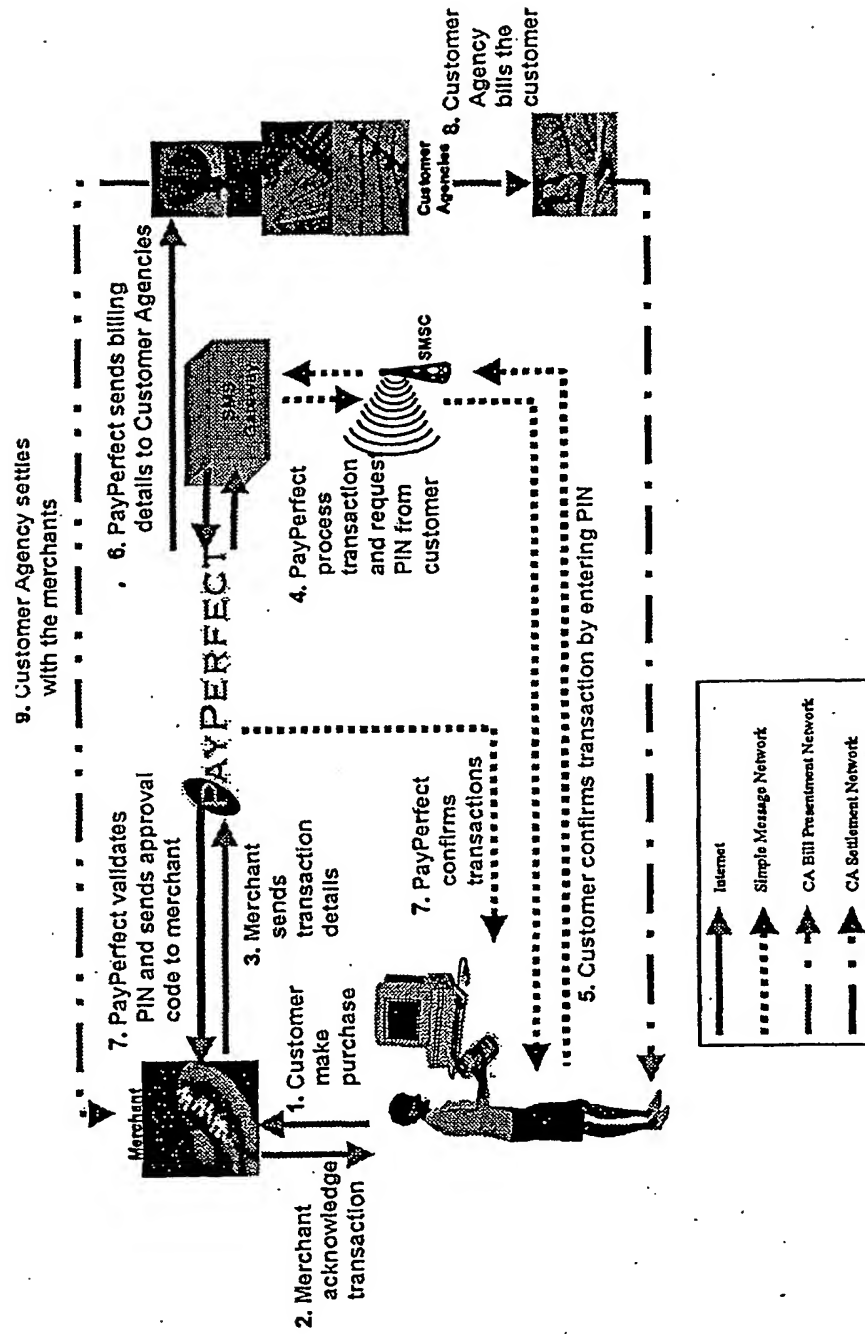 9. Customer Agency settles
with the merchants
7. PayPerfect validates
PIN and sends approval
code to merchant
6. PayPerfect sends billing
details to Customer Agencies
Merchant
PAYPERFECT
SMS
Gateway
Customer
Agencies
8. Customer
Agency
bills the
customer
3. Merchant
sends
transaction
details
1. Customer
make
purchase
2. Merchant
acknowledge
transaction
4. PayPerfect
process
transaction
and reques
PIN from
customer
SMSC
7. PayPerfect
confirms
transactions
5. Customer confirms transaction by entering PIN
Internet
Simple Message Network
CA Bill Presentment Network
CA Settlement Network